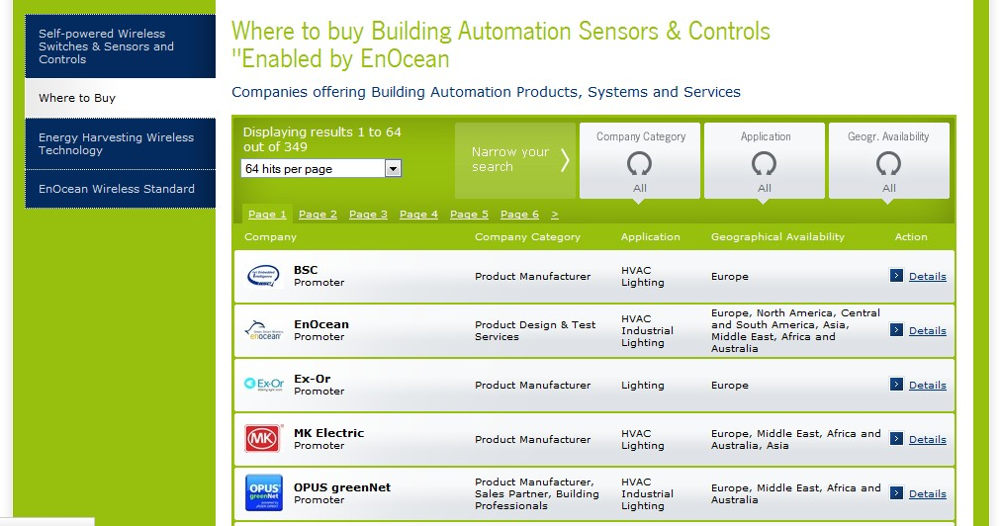 Self-powered Wireless
Switches & Sensors and
Controls
Where to Buy
Energy Harvesting Wireless
Technology
EnOcean Wireless Standard
Where to buy Building Automation Sensors & Controls
"Enabled by EnOcean
Companies offering Building Automation Products, Systems and Services
Displaying results 1 to 64
out of 349
64 hits per page
Narrow your
search
Company Category
All
Application
All
Geogr. Availability
All
Page 1 Page 2 Page 3 Page 4 Page 5 Page 6 >
Company Company Category Application Geographical Availability Action
BSC
Promoter
Product Manufacturer
HVAC
Lighting
Europe
Details
enocean
EnOcean
Promoter
Product Design & Test
Services
HVAC
Industrial
Lighting
Europe, North America, Central
and South America, Asia,
Middle East, Africa and
Australia
Details
Ex-Or
Ex-Or
Promoter
Product Manufacturer
Lighting
Europe
Details
MK
MK Electric
Promoter
Product Manufacturer
HVAC
Lighting
Europe, Middle East, Africa and
Australia, Asia
Details
OPUS
greenNet
OPUS greenNet
Promoter
Product Manufacturer,
Sales Partner, Building
Professionals
HVAC
Industrial
Lighting
Europe, Middle East, Africa and
Australia
Details